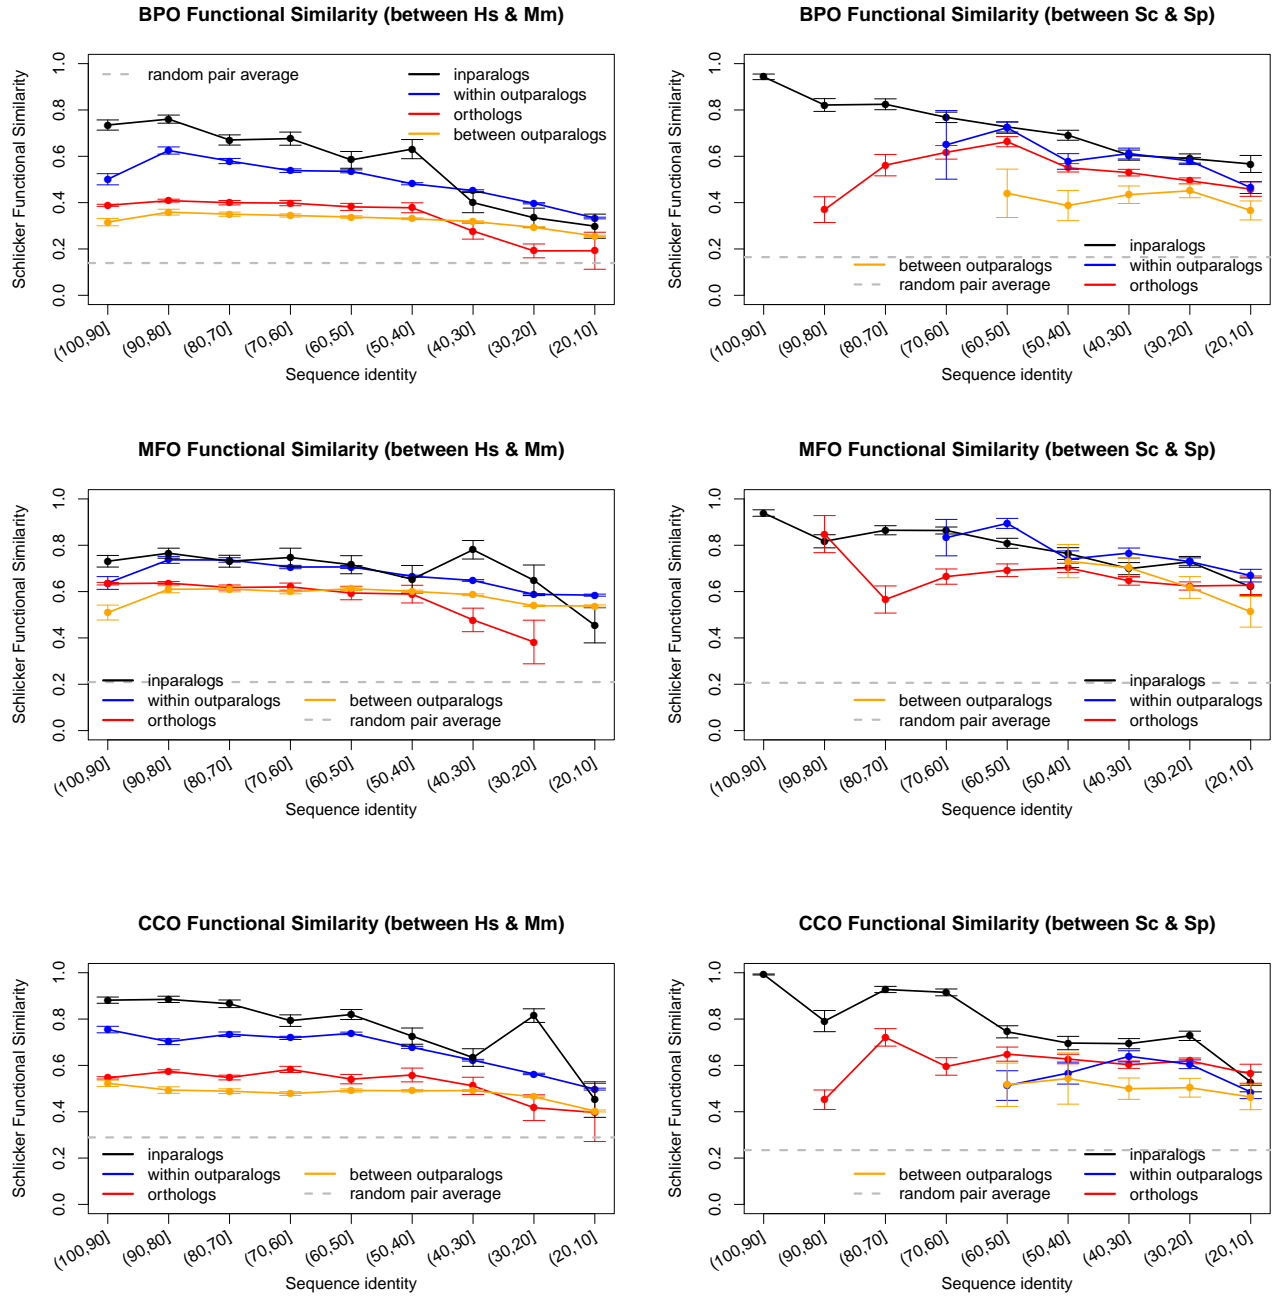 BPO Functional Similarity (between Hs & Mm)
Schlicker Functional Similarity
1.0
0.8
0.6
0.4
0.2
0.0
random pair average
inparalogs
within outparalogs
orthologs
between outparalogs
(100,90]
(90,80]
(80,70]
(70,60]
(60,50]
(50,40]
(40,30]
(30,20]
(20,10]
Sequence identity
BPO Functional Similarity (between Sc & Sp)
Schlicker Functional Similarity
1.0
0.8
0.6
0.4
0.2
0.0
between outparalogs
random pair average
inparalogs
within outparalogs
orthologs
(100,90]
(90,80]
(80,70]
(70,60]
(60,50]
(50,40]
(40,30]
(30,20]
(20,10]
Sequence identity
MFO Functional Similarity (between Hs & Mm)
Schlicker Functional Similarity
1.0
0.8
0.6
0.4
0.2
0.0
inparalogs
within outparalogs
orthologs
between outparalogs
random pair average
(100,90]
(90,80]
(80,70]
(70,60]
(60,50]
(50,40]
(40,30]
(30,20]
(20,10]
Sequence identity
MFO Functional Similarity (between Sc & Sp)
Schlicker Functional Similarity
1.0
0.8
0.6
0.4
0.2
0.0
between outparalogs
random pair average
inparalogs
within outparalogs
orthologs
(100,90]
(90,80]
(80,70]
(70,60]
(60,50]
(50,40]
(40,30]
(30,20]
(20,10]
Sequence identity
CCO Functional Similarity (between Hs & Mm)
Schlicker Functional Similarity
1.0
0.8
0.6
0.4
0.2
0.0
inparalogs
within outparalogs
orthologs
between outparalogs
random pair average
(100,90]
(90,80]
(80,70]
(70,60]
(60,50]
(50,40]
(40,30]
(30,20]
(20,10]
Sequence identity
CCO Functional Similarity (between Sc & Sp)
Schlicker Functional Similarity
1.0
0.8
0.6
0.4
0.2
0.0
between outparalogs
random pair average
inparalogs
within outparalogs
orthologs
(100,90]
(90,80]
(80,70]
(70,60]
(60,50]
(50,40]
(40,30]
(30,20]
(20,10]
Sequence identity